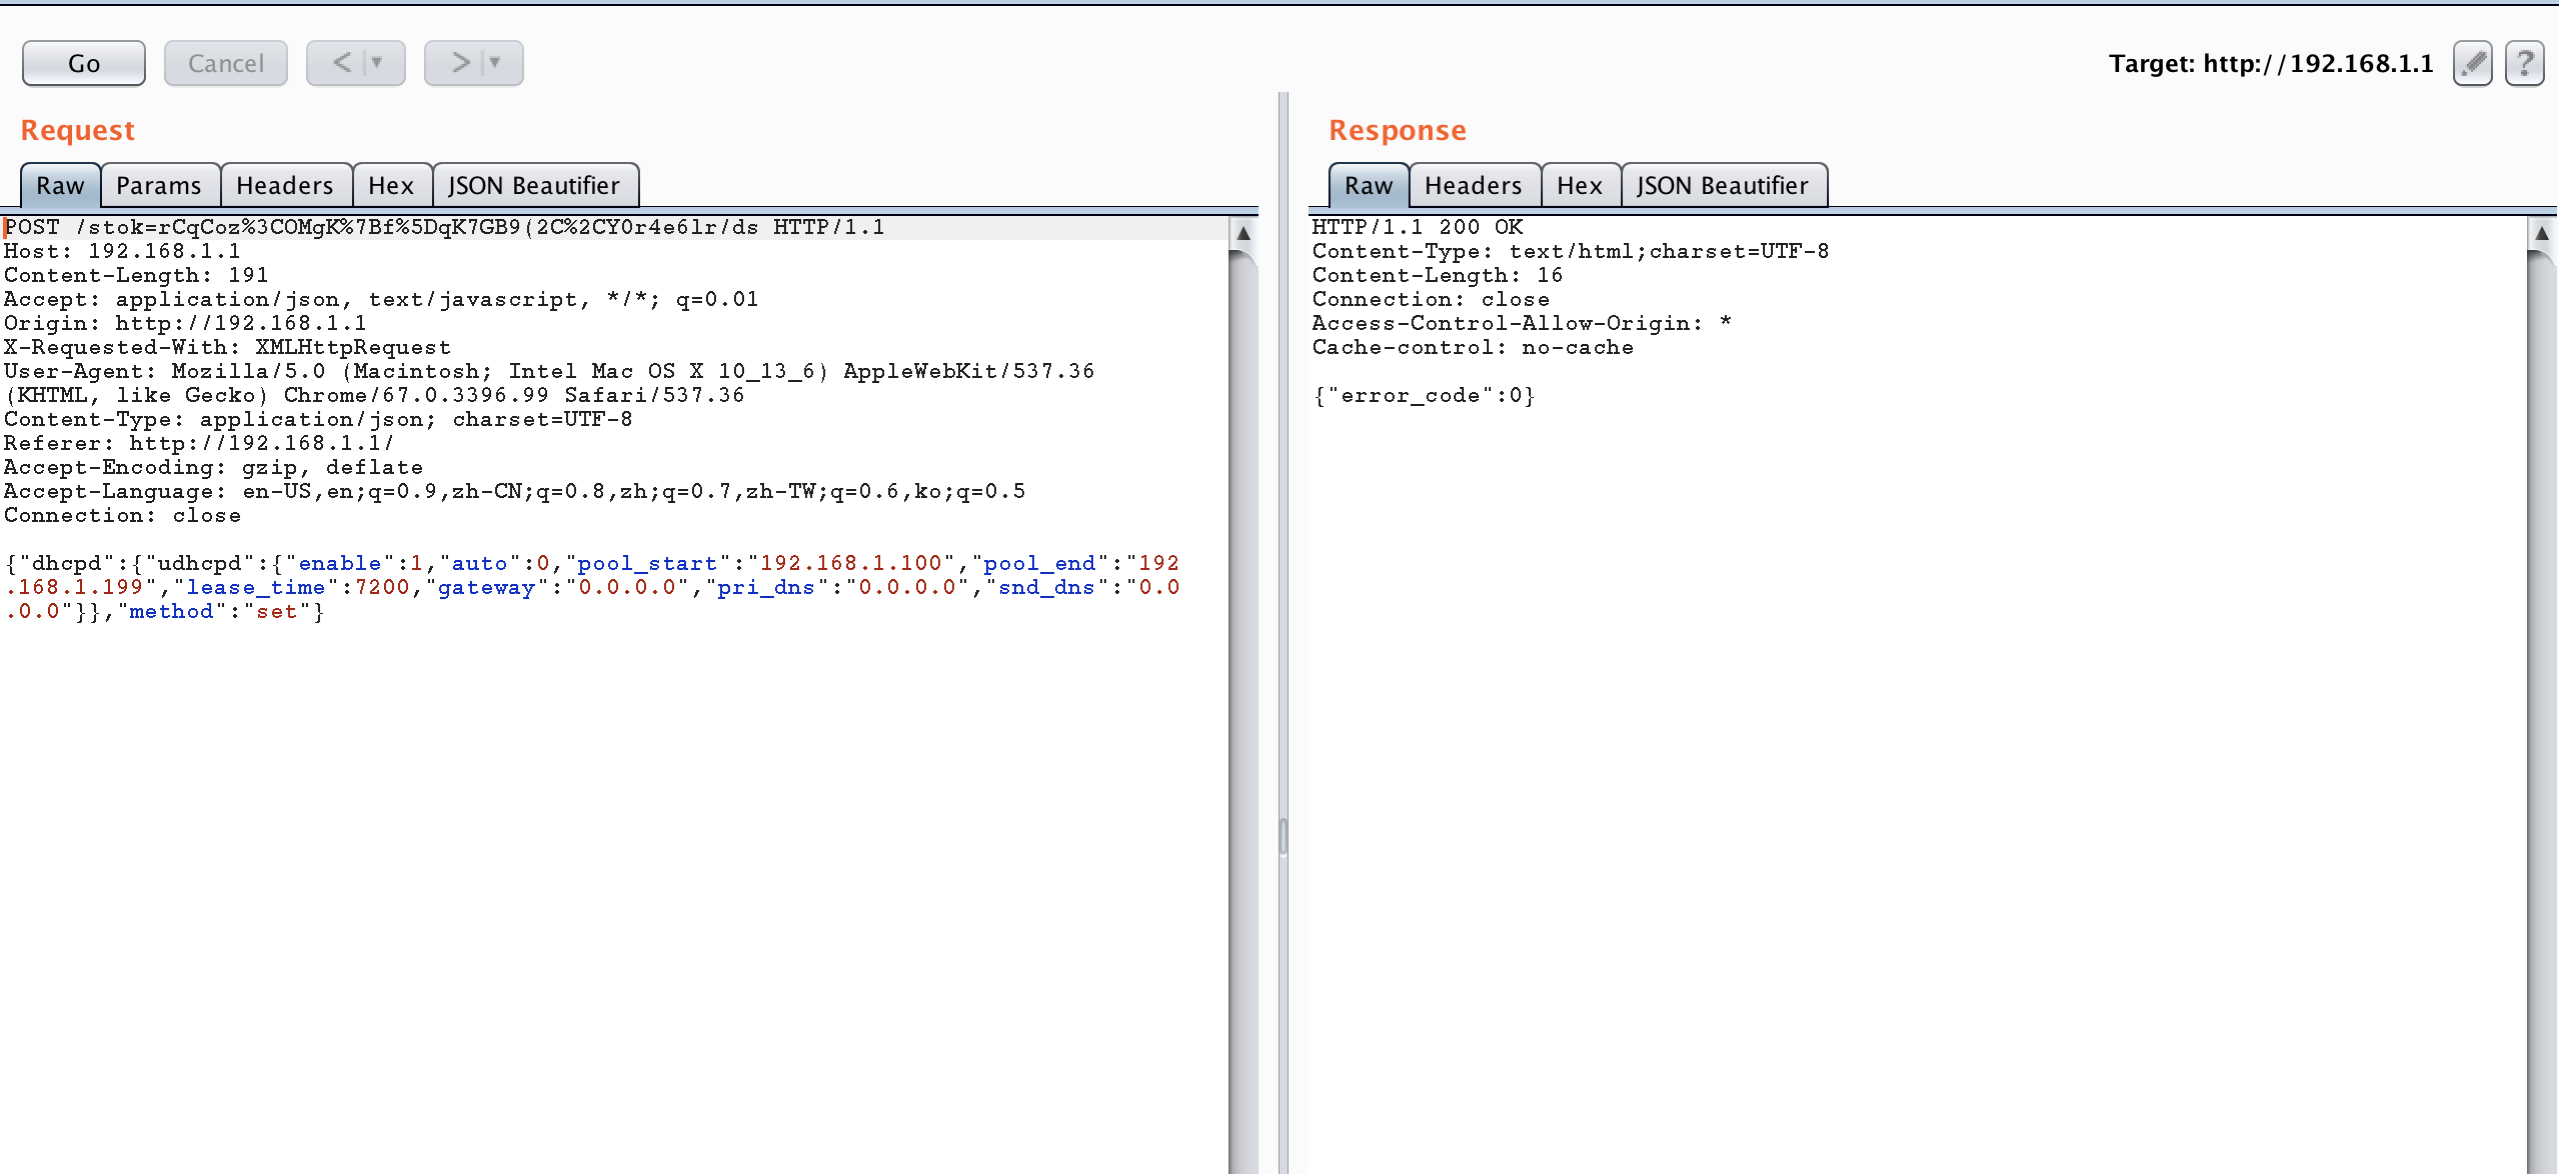 Go
Cancel
<
>
Target: http://192.168.1.1
?
Request
Raw
Params
Headers
Hex
JSON Beautifier
POST /stok=rCqCoz%3COMgK%7Bf%5DqK7GB9(2C%2CY0r4e6lr/ds HTTP/1.1
Host: 192.168.1.1
Content-Length: 191
Accept: application/json, text/javascript, */*; q=0.01
Origin: http://192.168.1.1
X-Requested-With: XMLHttpRequest
User-Agent: Mozilla/5.0 (Macintosh; Intel Mac OS X 10_13_6) AppleWebKit/537.36
(KHTML, like Gecko) Chrome/67.0.3396.99 Safari/537.36
Content-Type: application/json; charset=UTF-8
Referer: http://192.168.1.1/
Accept-Encoding: gzip, deflate
Accept-Language: en-US,en;q=0.9,zh-CN;q=0.8,zh;q=0.7,zh-TW;q=0.6,ko;q=0.5
Connection: close
{"dhcpd":{"udhcpd":{"enable":1,"auto":0,"pool_start":"192.168.1.100","pool_end":"192
.168.1.199","lease_time":7200,"gateway":"0.0.0.0","pri_dns":"0.0.0.0","snd_dns":"0.0
.0.0"}},"method":"set"}
Response
Raw
Headers
Hex
JSON Beautifier
HTTP/1.1 200 OK
Content-Type: text/html;charset=UTF-8
Content-Length: 16
Connection: close
Access-Control-Allow-Origin: *
Cache-control: no-cache
{"error_code":0}